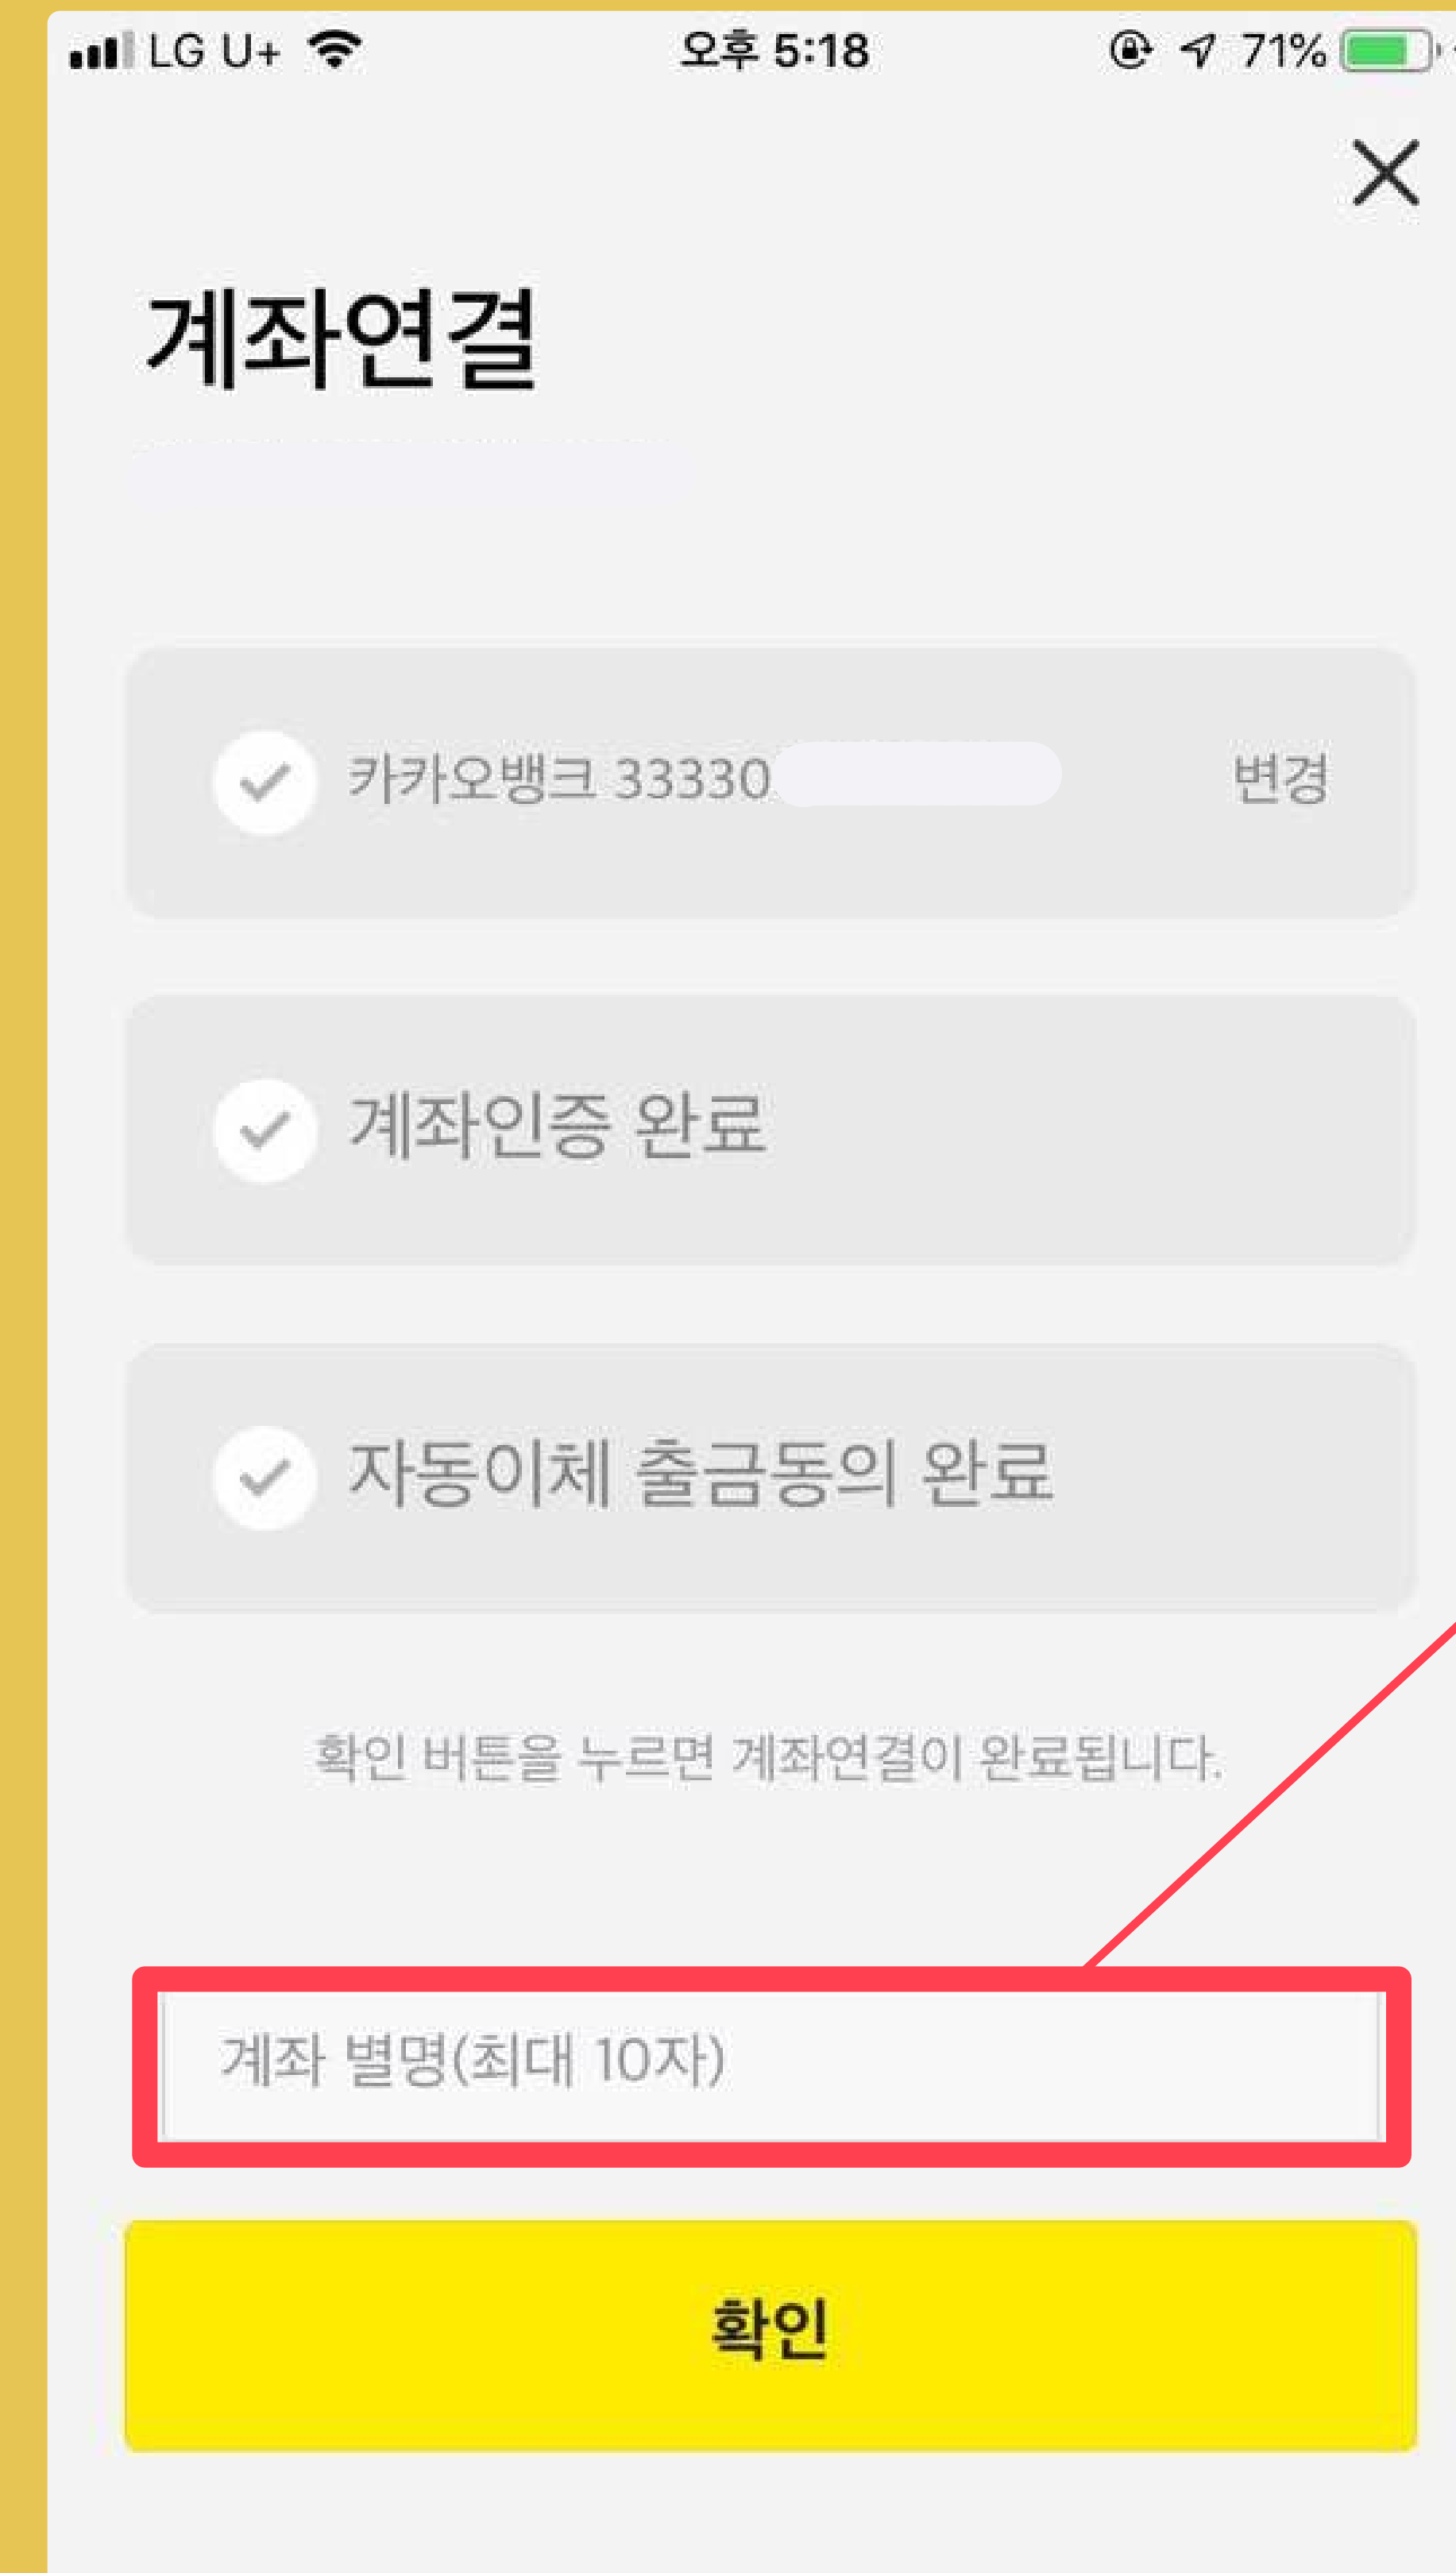 LG U+ 오후 5:18 71%
계좌연결
카카오뱅크 33330 변경
계좌인증 완료
자동이체 출금동의 완료
확인 버튼을 누르면 계좌연결이 완료됩니다.
계좌 별명(최대 10자)
확인